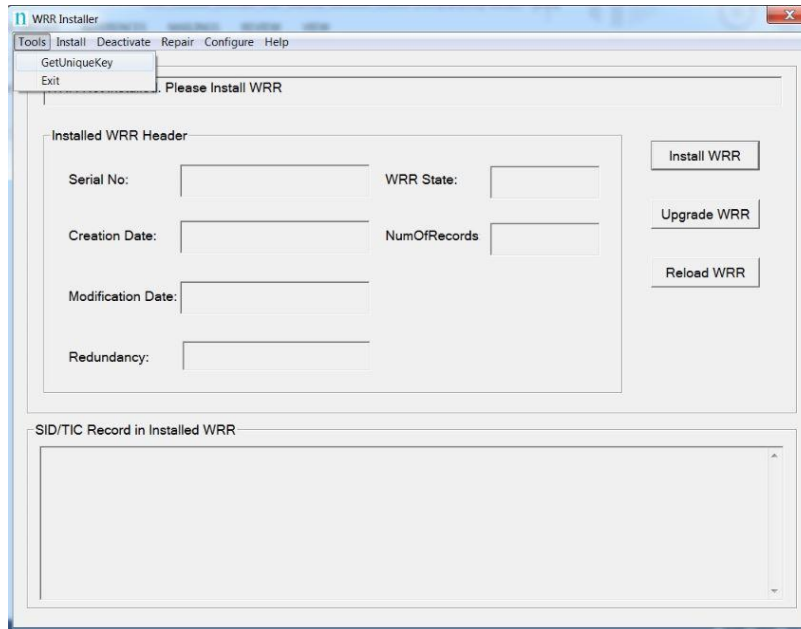 n WRR Installer
Tools Install Deactivate Repair Configure Help
GetUniqueKey
Exit
. Please Install WRR
Installed WRR Header
Serial No:
WRR State:
Install WRR
Creation Date:
NumOfRecords
Upgrade WRR
Modification Date:
Reload WRR
Redundancy:
SID/TIC Record in Installed WRR